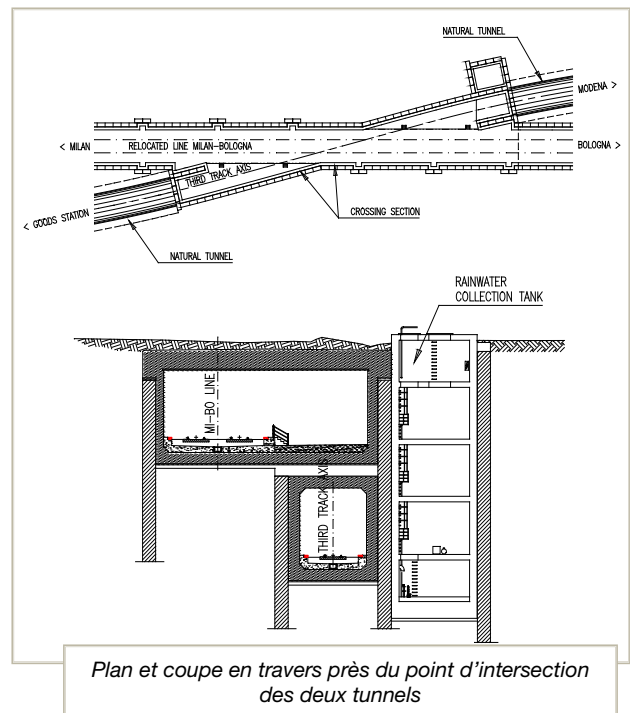 NATURAL TUNNEL
MODENA >
< MILAN
RELOCATED LINE MILAN-BOLOGNA
BOLOGNA >
THIRD TRACK AXIS
< GOODS STATION
CROSSING SECTION
NATURAL TUNNEL
RAINWATER
COLLECTION TANK
MI-BO LINE
THIRD TRACK AXIS
Plan et coupe en travers près du point d'intersection
des deux tunnels